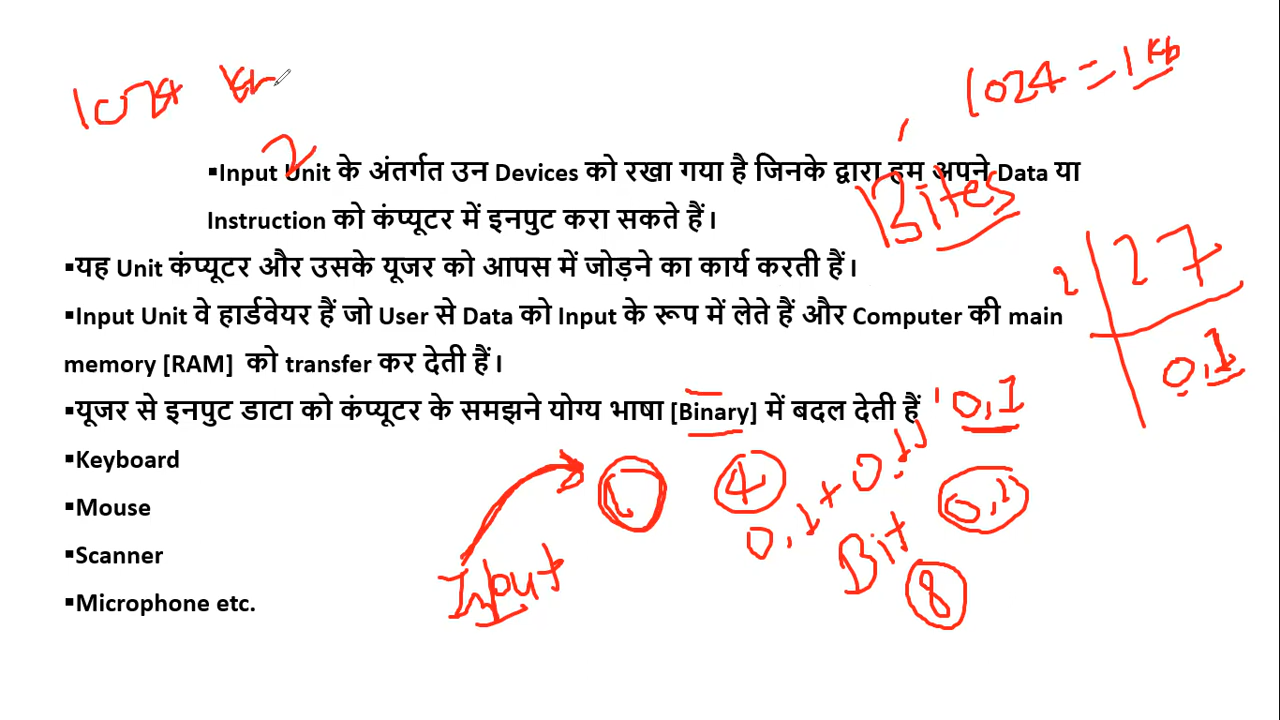 1024 = 1 Kb
1024
2
▪Input Unit के अंतर्गत उन Devices को रखा गया है जिनके द्वारा हम अपने Data या
Instruction को कंप्यूटर में इनपुट करा सकते हैं।
Bites
▪यह Unit कंप्यूटर और उसके यूजर को आपस में जोड़ने का कार्य करती हैं।
2 27
▪Input Unit वे हार्डवेयर हैं जो User से Data को Input के रूप में लेते हैं और Computer की main
memory [RAM] को transfer कर देती हैं।
0,1
▪यूजर से इनपुट डाटा को कंप्यूटर के समझने योग्य भाषा [Binary] में बदल देती हैं
0,1
▪Keyboard
4
0,1+0,1
0,1
▪Mouse
▪Scanner
Bit
8
Input
▪Microphone etc.